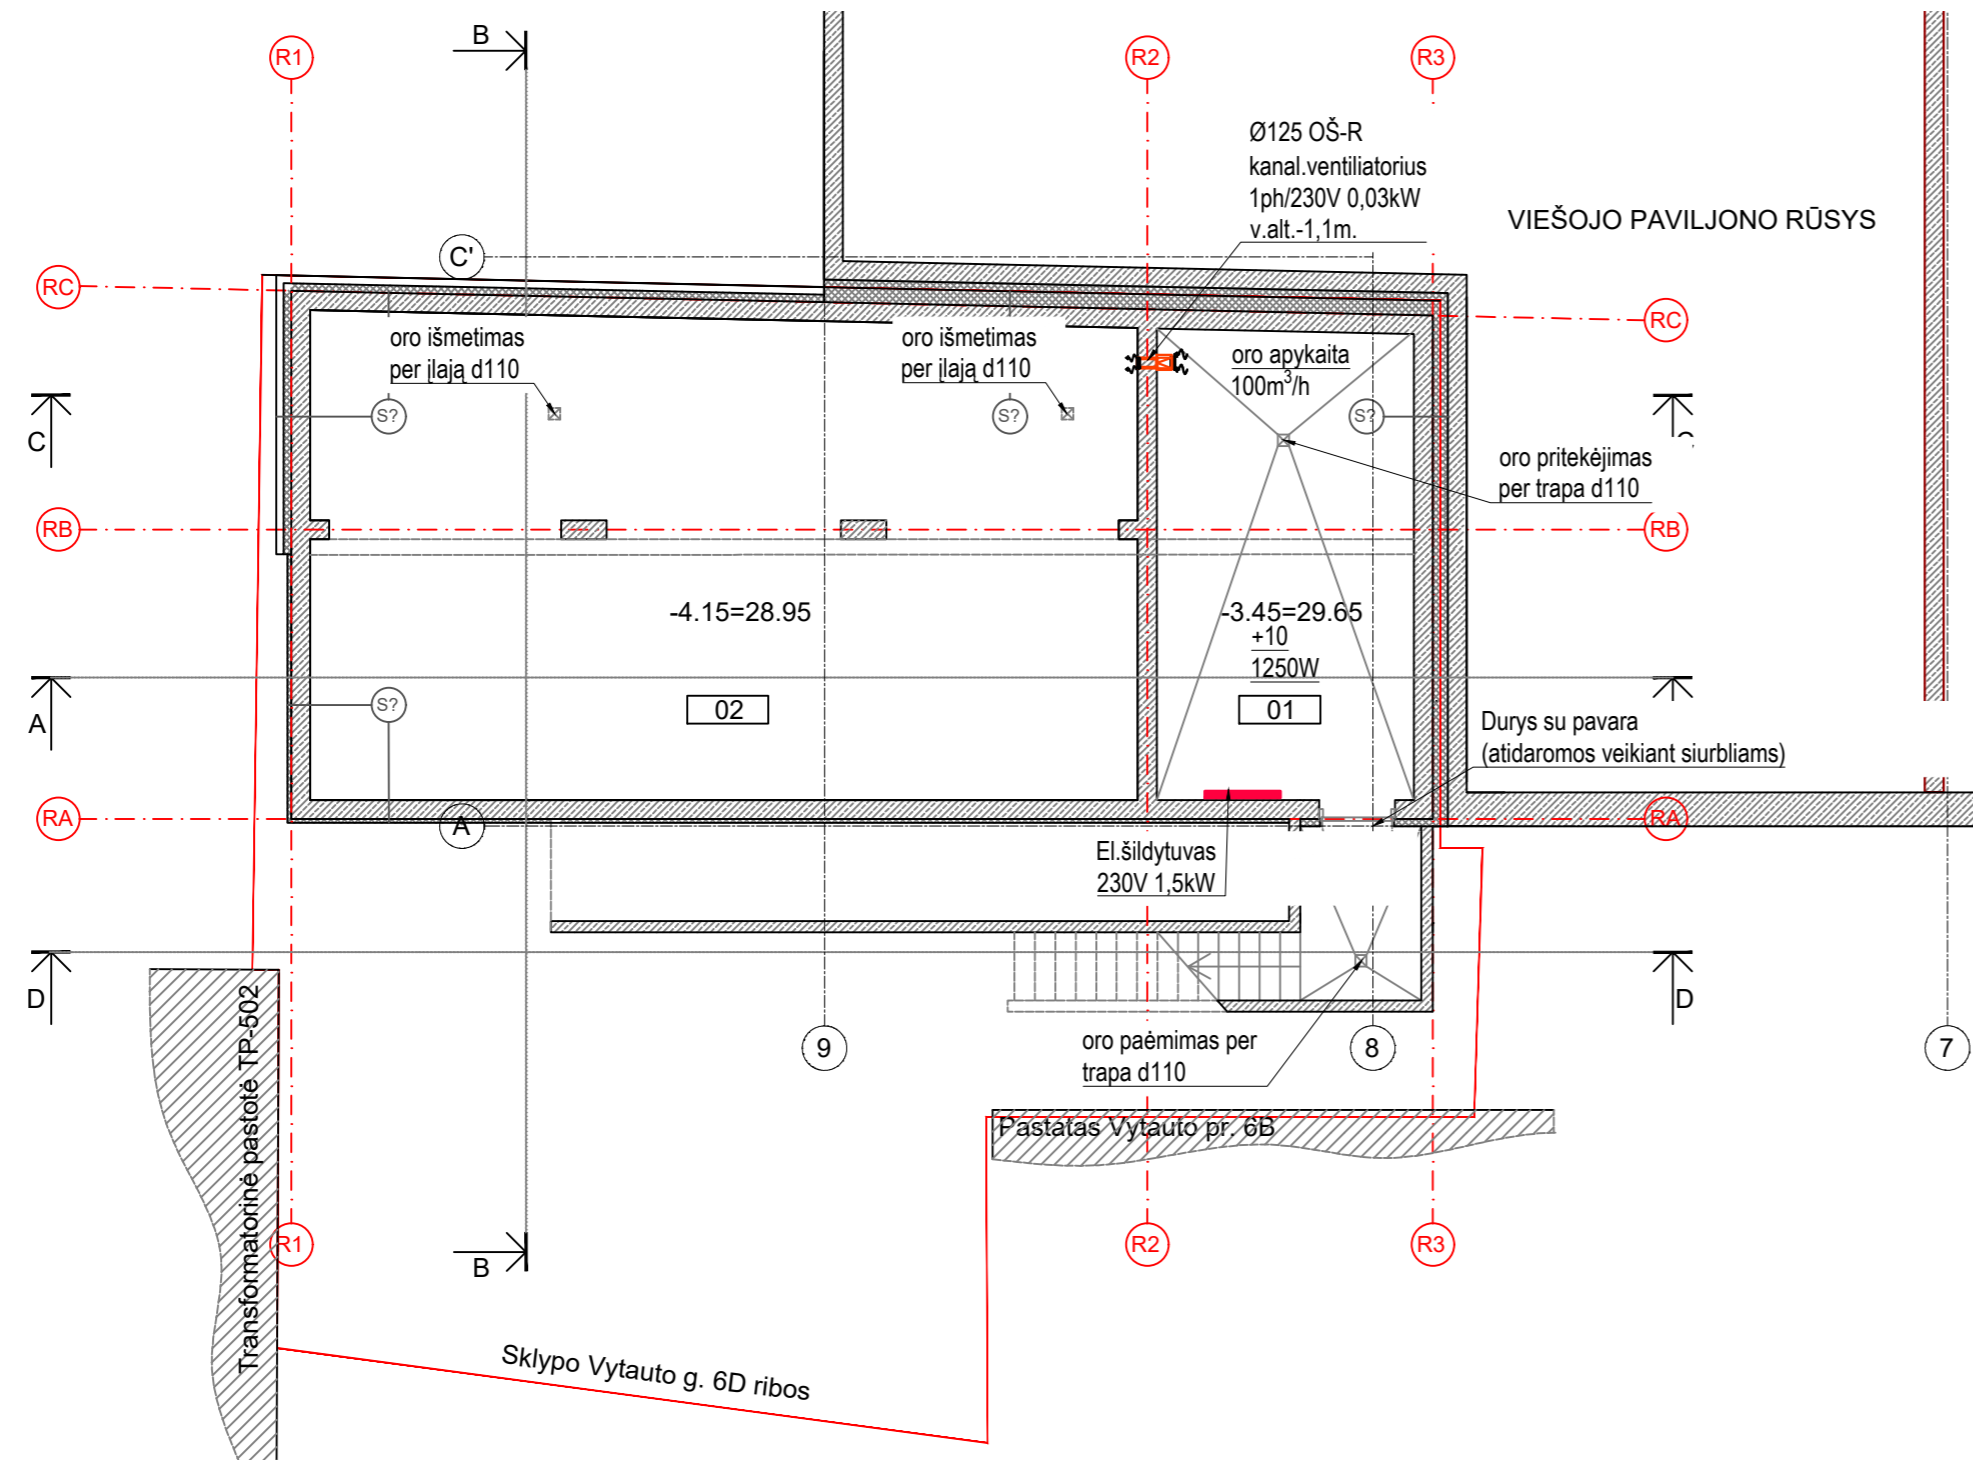 B
R1
R2
R3
Ø125 OŠ-R
kanal.ventiliatorius
1ph/230V 0,03kW
v.alt.-1,1m.
VIEŠOJO PAVILJONO RŪSYS
C'
RC
RC
oro išmetimas
per įlają d110
oro išmetimas
per įlają d110
oro apykaita
100m³/h
S?
S?
S?
C
oro pritekėjimas
per trapa d110
RB
RB
-4.15=28.95
-3.45=29.65
+10
1250W
02
01
S?
A
Durys su pavara
(atidaromos veikiant siurbliams)
RA
A
RA
El.šildytuvas
230V 1,5kW
D
D
Transformatorinė pastotė TP-502
9
8
7
oro paėmimas per
trapa d110
Pastatas Vytauto pr. 6B
R1
B
R2
R3
Sklypo Vytauto g. 6D ribos